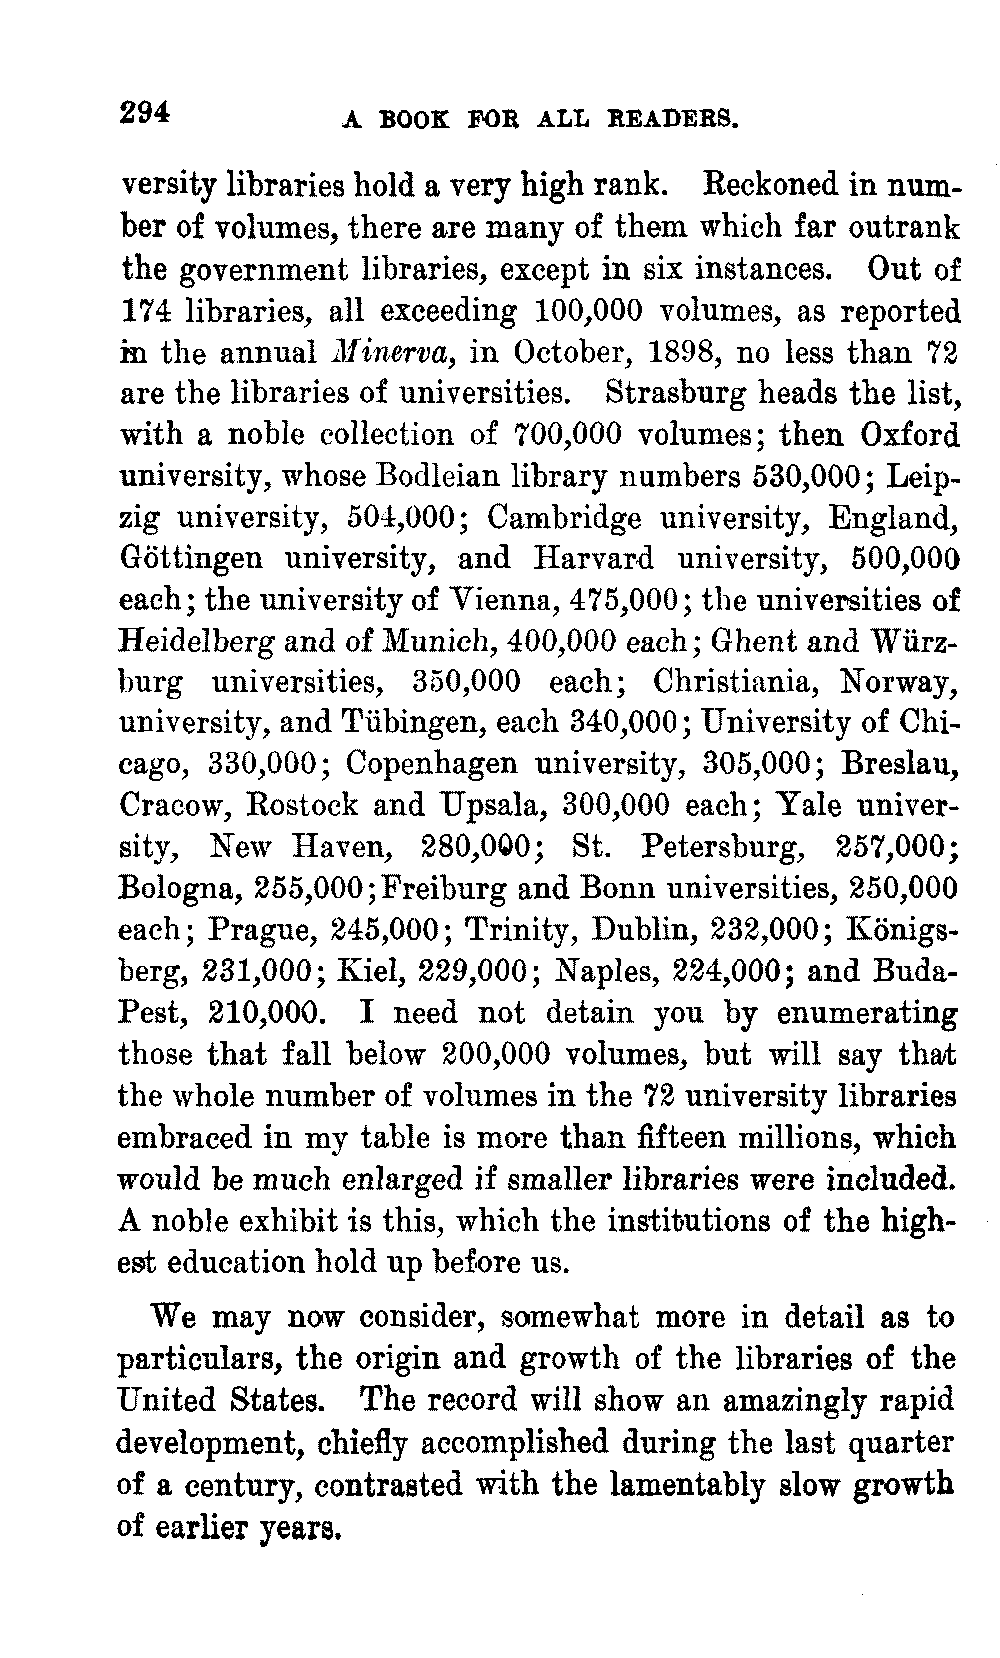 294 A BOOK FOR ALL READERS.
versity libraries hold a very high rank. Reckoned in num-
ber of volumes, there are many of them which far outrank
the government libraries, except in six instances. Out of
174 libraries, all exceeding 100,000 volumes, as reported
in the annual Minerva, in October, 1898, no less than 72
are the libraries of universities. Strasburg heads the list,
with a noble collection of 700,000 volumes; then Oxford
university, whose Bodleian library numbers 530,000; Leip-
zig university, 504,000; Cambridge university, England,
Göttingen university, and Harvard university, 500,000
each; the university of Vienna, 475,000; the universities of
Heidelberg and of Munich, 400,000 each; Ghent and Würz-
burg universities, 350,000 each; Christiania, Norway,
university, and Tübingen, each 340,000; University of Chi-
cago, 330,000; Copenhagen university, 305,000; Breslau,
Cracow, Rostock and Upsala, 300,000 each; Yale univer-
sity, New Haven, 280,000; St. Petersburg, 257,000;
Bologna, 255,000;Freiburg and Bonn universities, 250,000
each; Prague, 245,000; Trinity, Dublin, 232,000; Königs-
berg, 231,000; Kiel, 229,000; Naples, 224,000; and Buda-
Pest, 210,000. I need not detain you by enumerating
those that fall below 200,000 volumes, but will say that
the whole number of volumes in the 72 university libraries
embraced in my table is more than fifteen millions, which
would be much enlarged if smaller libraries were included.
A noble exhibit is this, which the institutions of the high-
est education hold up before us.
We may now consider, somewhat more in detail as to
particulars, the origin and growth of the libraries of the
United States. The record will show an amazingly rapid
development, chiefly accomplished during the last quarter
of a century, contrasted with the lamentably slow growth
of earlier years.